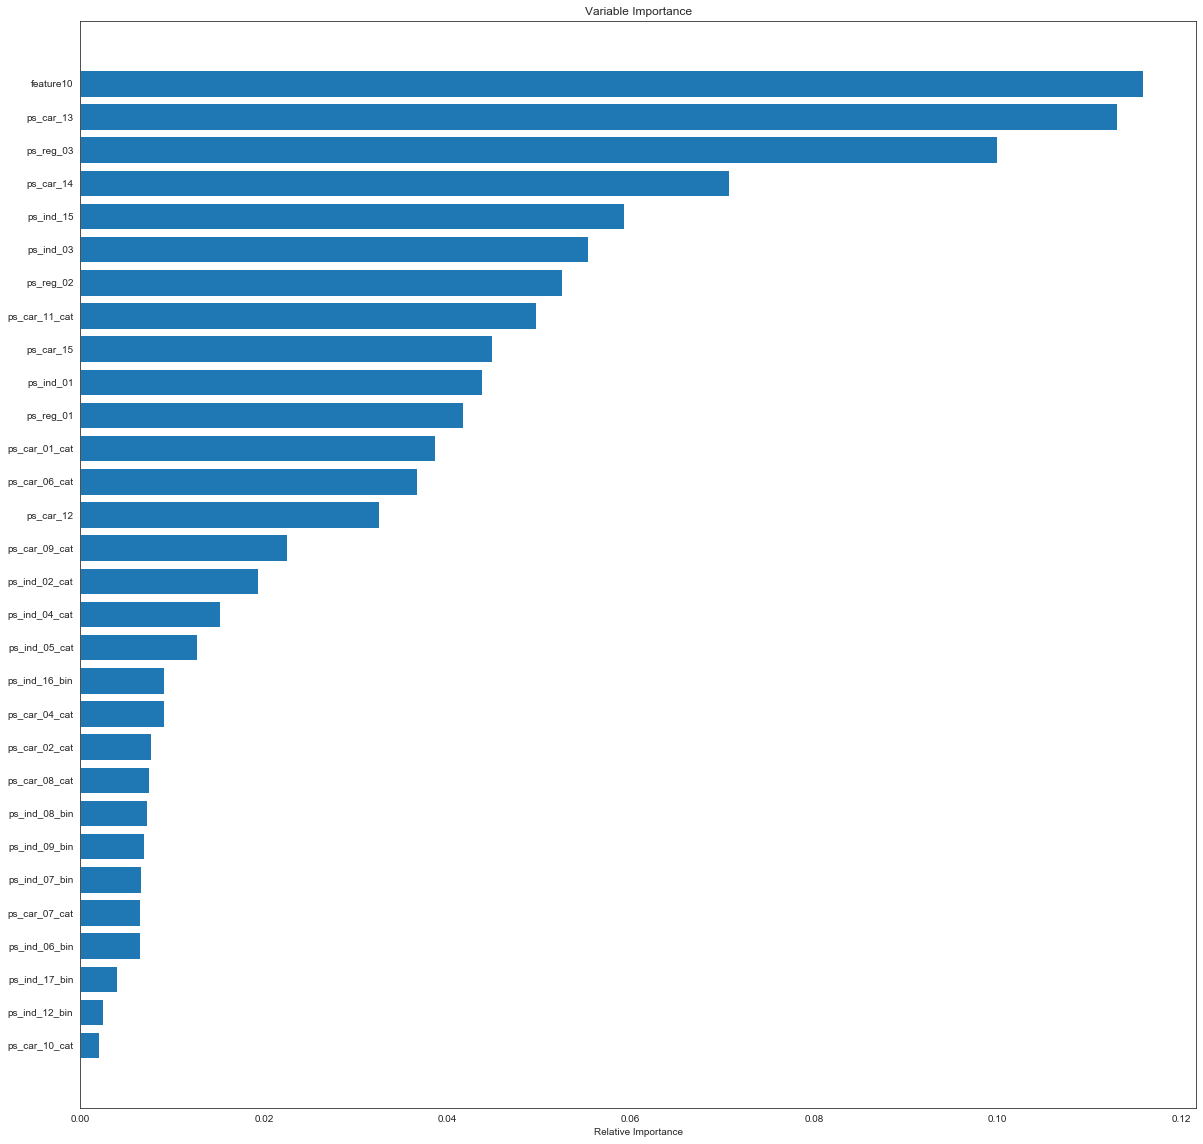 Variable Importance
feature10
ps_car_13
ps_reg_03
ps_car_14
ps_ind_15
ps_ind_03
ps_reg_02
ps_car_11_cat
ps_car_15
ps_ind_01
ps_reg_01
ps_car_01_cat
ps_car_06_cat
ps_car_12
ps_car_09_cat
ps_ind_02_cat
ps_ind_04_cat
ps_ind_05_cat
ps_ind_16_bin
ps_car_04_cat
ps_car_02_cat
ps_car_08_cat
ps_ind_08_bin
ps_ind_09_bin
ps_ind_07_bin
ps_car_07_cat
ps_ind_06_bin
ps_ind_17_bin
ps_ind_12_bin
ps_car_10_cat
0.00 0.02 0.04 0.06 0.08 0.10 0.12
Relative Importance